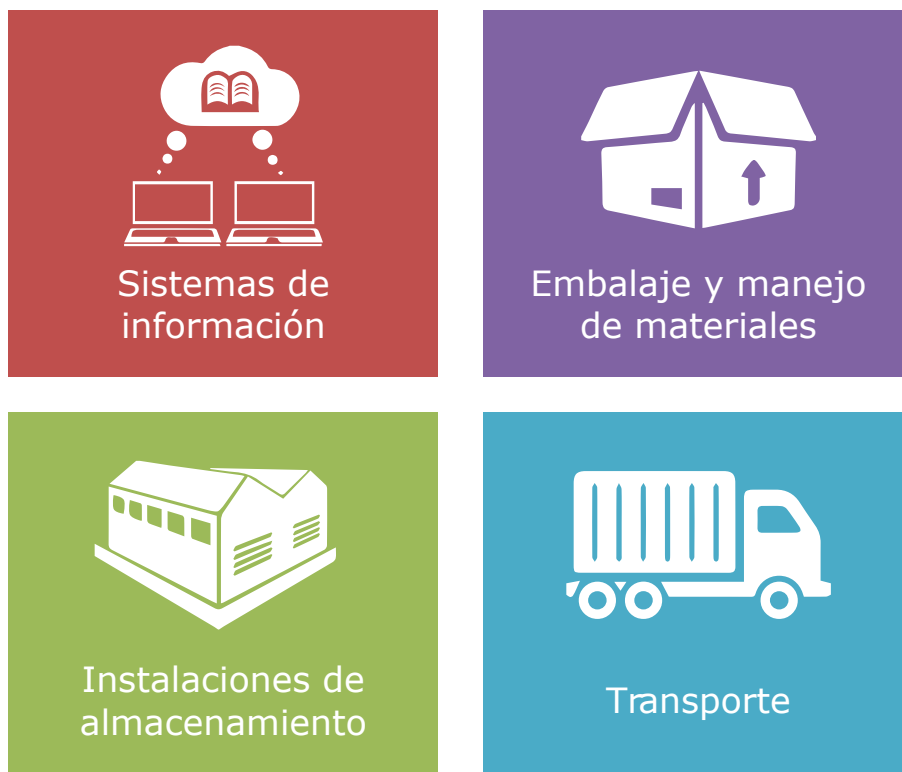 Sistemas de
información
Embalaje y manejo
de materiales
Instalaciones de
almacenamiento
Transporte